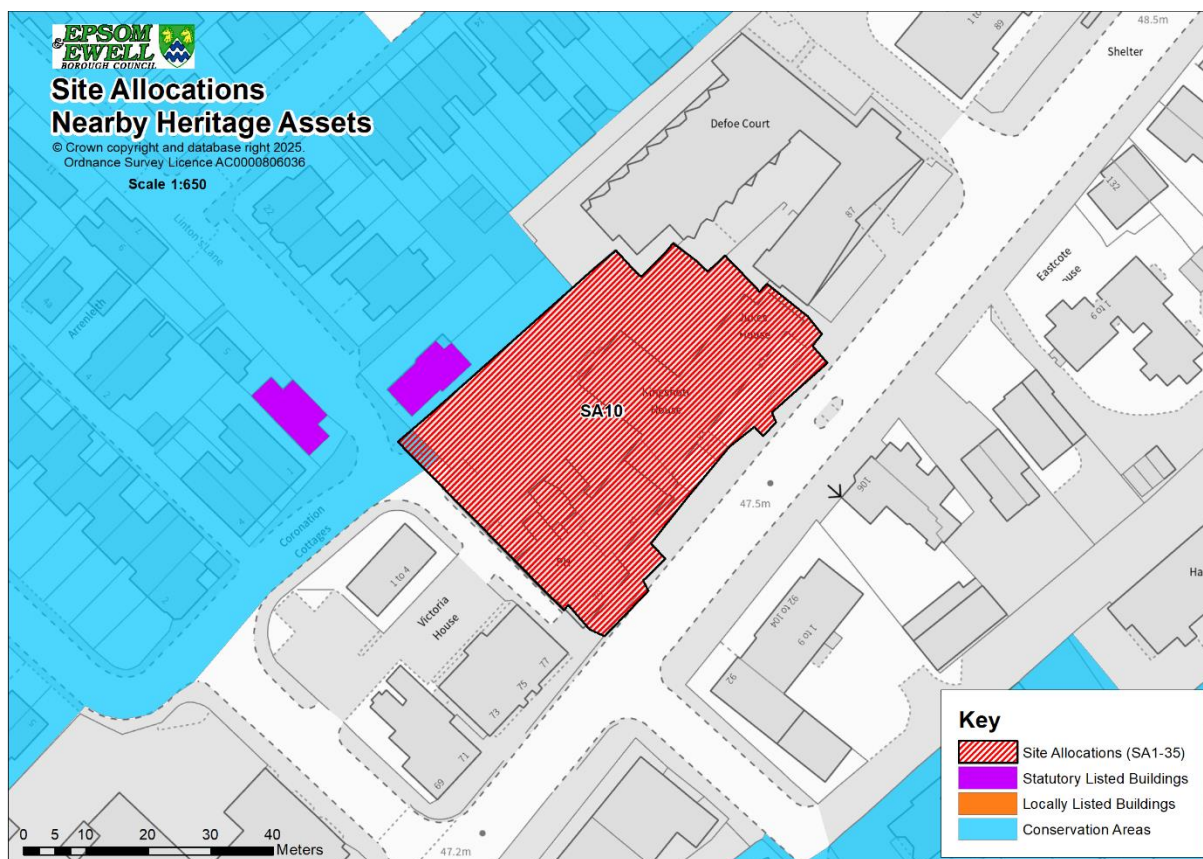 & EPSOM
EWELL
BOROUGH COUNCIL
Site Allocations
Nearby Heritage Assets
© Crown copyright and database right 2025.
Ordnance Survey Licence AC0000806036
Scale 1:650
48.5m
Shelter
89
Defoe Court
87
132
Eastcote
House
1 to 9
22
Linton's Lane
Arrenleith
House
Kingsmith
House
SA10
PH
106
47.5m
Coronation
Cottages
1 to 4
Victoria
House
77
75
73
71
69
92 to 104
1 to 9
92
47.2m
Key
Site Allocations (SA1-35)
Statutory Listed Buildings
Locally Listed Buildings
Conservation Areas
0 5 10 20 30 40
Meters